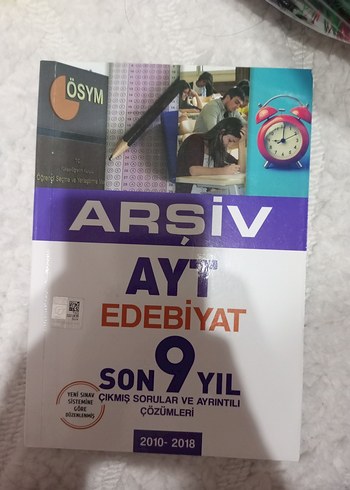 ÖSYM
ARŞİV
AYT
EDEBİYAT
SON 9 YIL
ÇIKMIŞ SORULAR VE AYRINTILI
ÇÖZÜMLERİ
YENİ SINAV
SİSTEMİNE
GÖRE
DÜZENLENMİŞ
2010- 2018